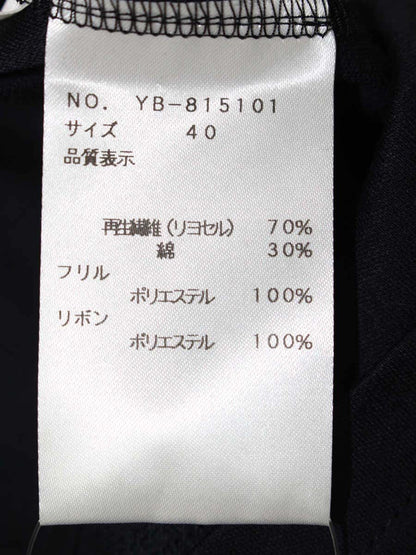 NO. YB-815101
サイズ 40
品質表示
再生繊維(リヨセル) 70%
綿 30%
フリル
ポリエステル 100%
リボン
ポリエステル 100%